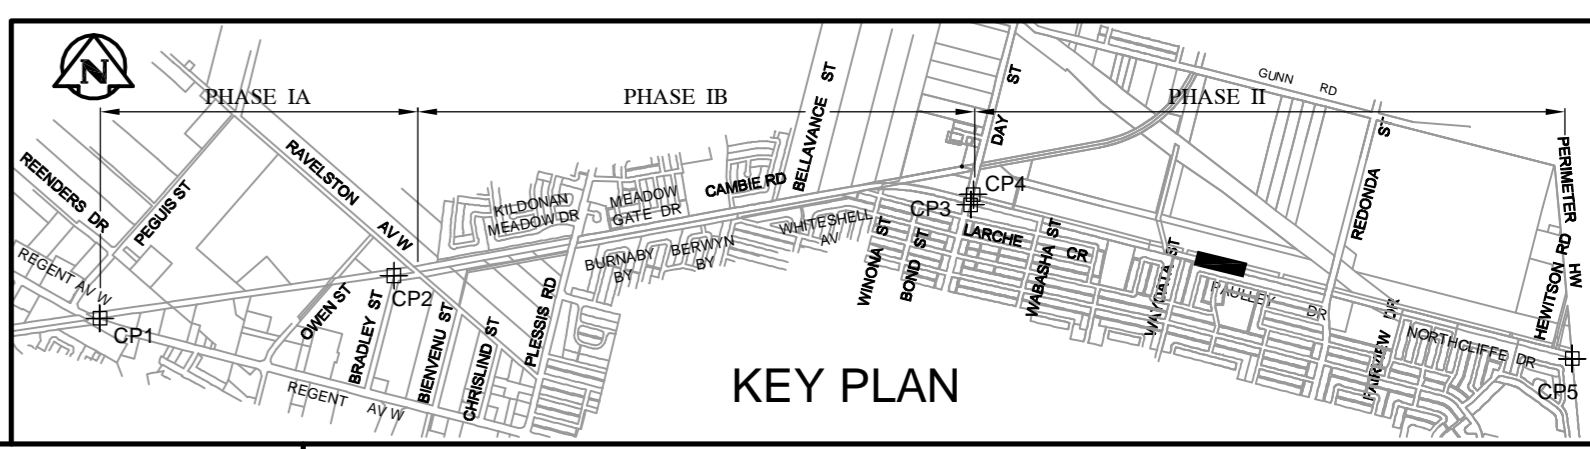 N
PHASE IA
PHASE IB
PHASE II
GUNN RD
REENDERS DR
PEGUIS ST
RAVELSTON AV W
KILDONAN
MEADOW DR
MEADOW
GATE DR
CAMBIE RD
BELLAVANCE ST
DAY ST
REDONDA ST
PERIMETER HW
CP4
CP3
WHITESHELL
AV
WINONA ST
BOND ST
LARCHE CR
WABASHA ST
WAYOATA ST
PAULLEY DR
HEWITSON RD
REGENT AV W
CP1
CP2
OWEN ST
BRADLEY ST
BIENVENU ST
CHRISLIND ST
PLESSIS RD
BURNABY
BY
BERWYN
BY
FAIRVIEW DR
NORTHCLIFFE DR
CP5
REGENT AV W
KEY PLAN